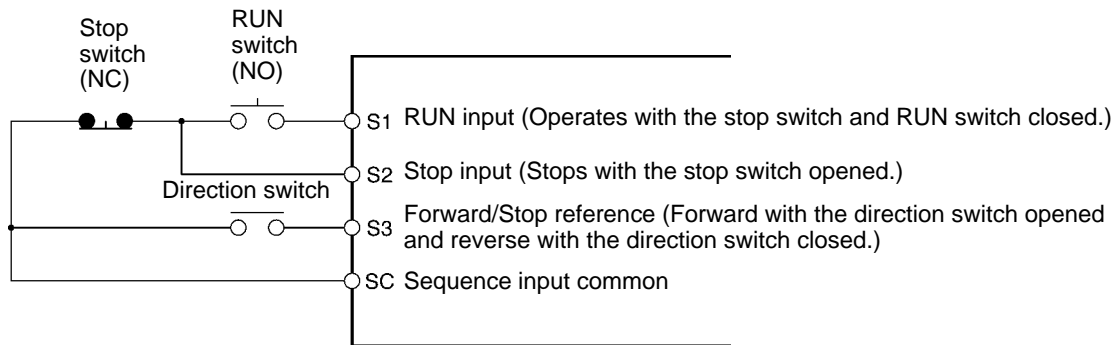 Stop
switch
(NC)
RUN
switch
(NO)
S1 RUN input (Operates with the stop switch and RUN switch closed.)
S2 Stop input (Stops with the stop switch opened.)
Direction switch
S3 Forward/Stop reference (Forward with the direction switch opened
and reverse with the direction switch closed.)
SC Sequence input common